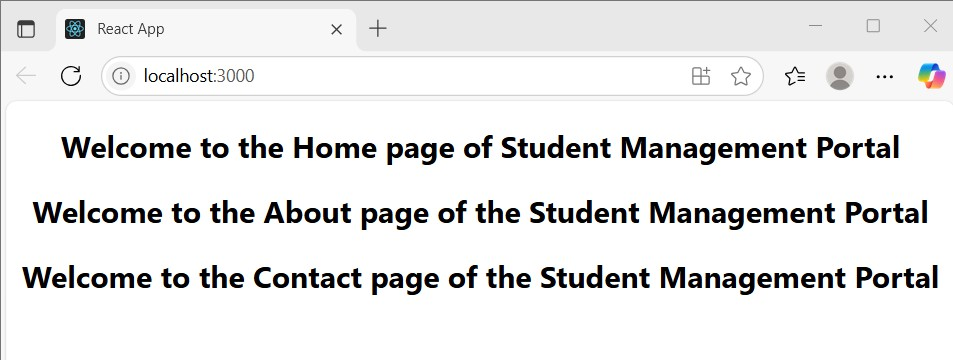 React App
localhost:3000
Welcome to the Home page of Student Management Portal
Welcome to the About page of the Student Management Portal
Welcome to the Contact page of the Student Management Portal